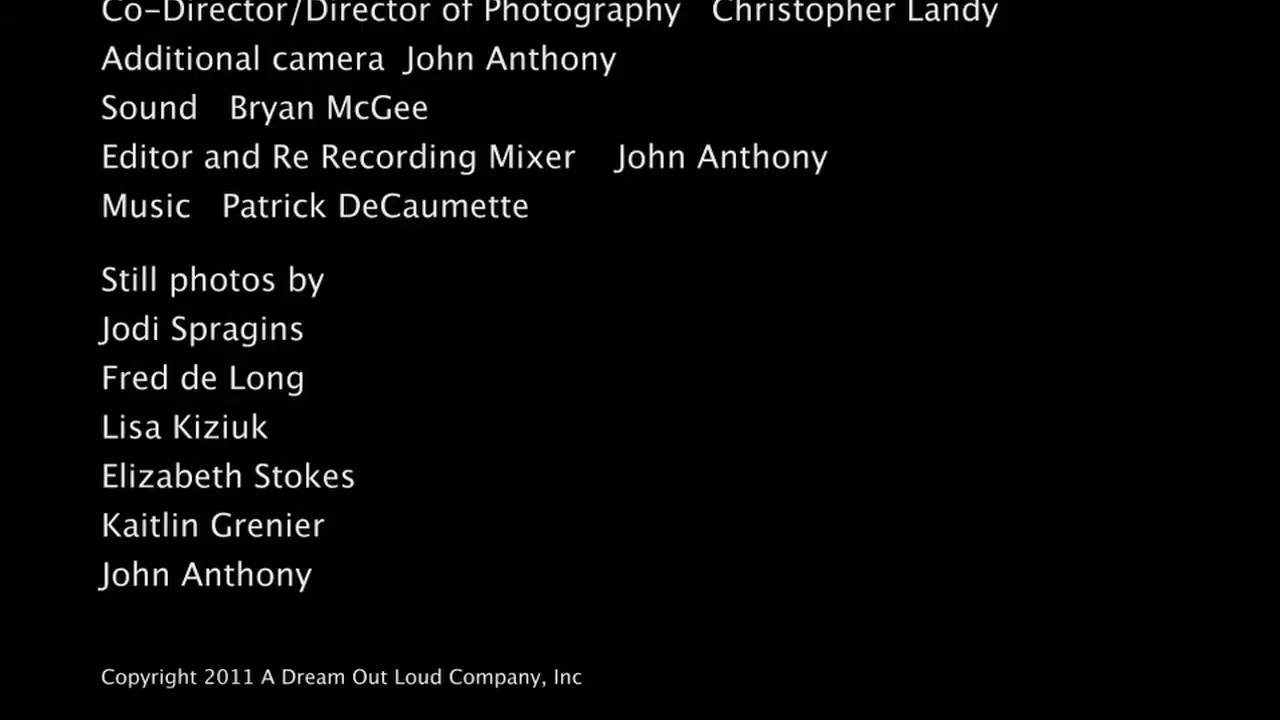 Co-Director/Director of Photography Christopher Landy
Additional camera John Anthony
Sound Bryan McGee
Editor and Re Recording Mixer John Anthony
Music Patrick DeCaumette
Still photos by
Jodi Spragins
Fred de Long
Lisa Kiziuk
Elizabeth Stokes
Kaitlin Grenier
John Anthony
Copyright 2011 A Dream Out Loud Company, Inc